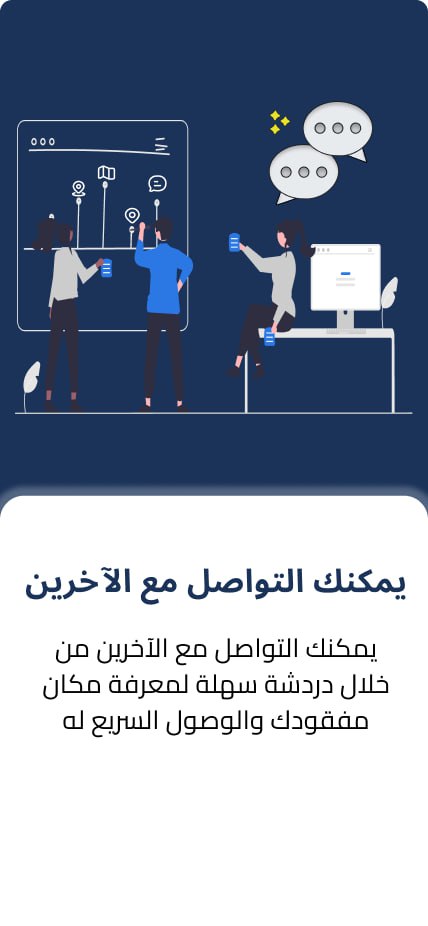 يمكنك التواصل مع الآخرين
يمكنك التواصل مع الآخرين من
خلال دردشة سهلة لمعرفة مكان
مفقودك والوصول السريع له